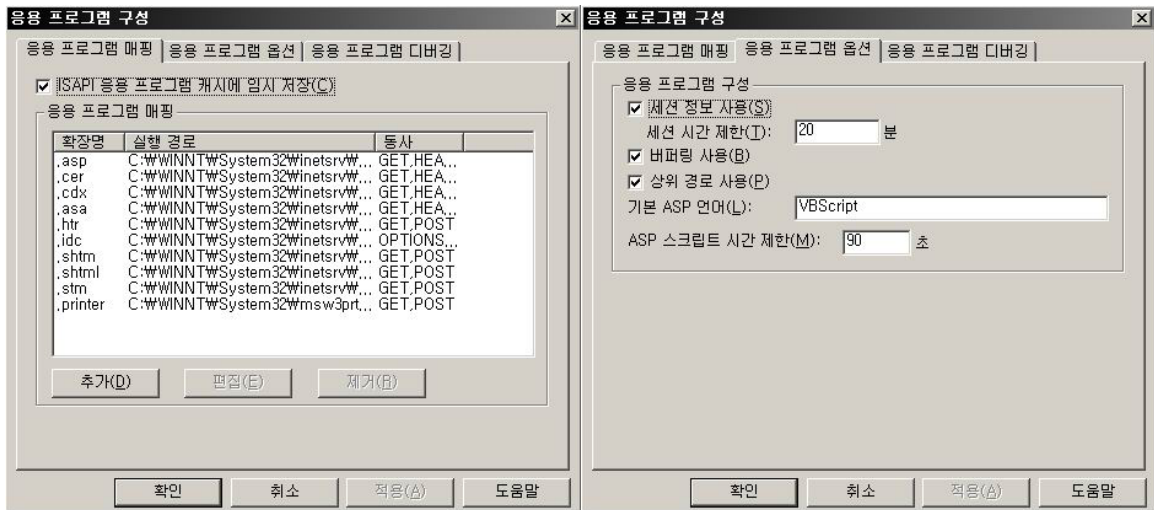 응용 프로그램 구성
응용 프로그램 매핑 응용 프로그램 옵션 응용 프로그램 디버깅
ISAPI 응용 프로그램 캐시에 임시 저장(C)
응용 프로그램 매핑
확장명 실행 경로 동사
.asp C:₩WINNT₩System32₩inetsrv₩... GET,HEA...
.cer C:₩WINNT₩System32₩inetsrv₩... GET,HEA...
.cdx C:₩WINNT₩System32₩inetsrv₩... GET,HEA...
.asa C:₩WINNT₩System32₩inetsrv₩... GET,HEA...
.htr C:₩WINNT₩System32₩inetsrv₩... GET,POST
.idc C:₩WINNT₩System32₩inetsrv₩... OPTIONS,...
.shtm C:₩WINNT₩System32₩inetsrv₩... GET,POST
.shtml C:₩WINNT₩System32₩inetsrv₩... GET,POST
.stm C:₩WINNT₩System32₩inetsrv₩... GET,POST
.printer C:₩WINNT₩System32₩msw3prt,... GET,POST
추가(D) 편집(E) 제거(R)
확인 취소 적용(A) 도움말
응용 프로그램 구성
응용 프로그램 매핑 응용 프로그램 옵션 응용 프로그램 디버깅
응용 프로그램 구성
세션 정보 사용(S)
세션 시간 제한(T): 20 분
버퍼링 사용(B)
상위 경로 사용(P)
기본 ASP 언어(L): VBScript
ASP 스크립트 시간 제한(M): 90 초
확인 취소 적용(A) 도움말